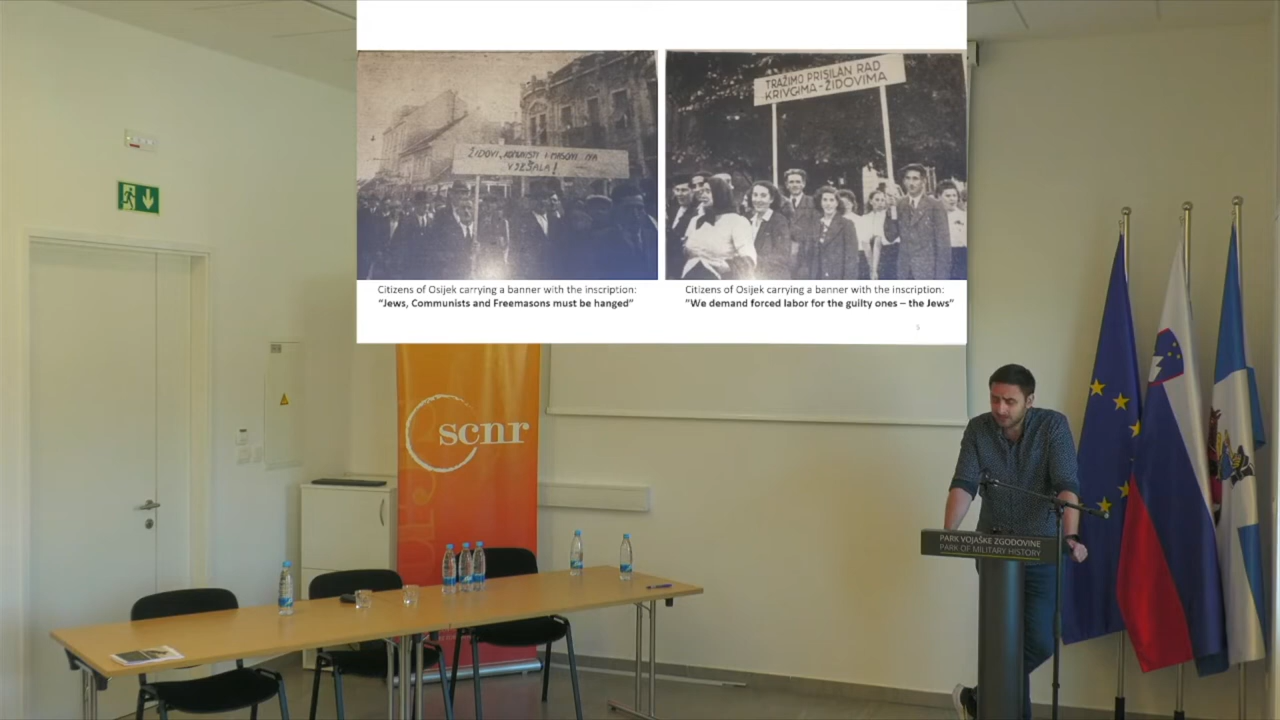 ŽIDOVI, KOMUNISTI I MASONI NA
VJEŠALA!
TRAŽIMO PRISILAN RAD
KRIVCIMA-ŽIDOVIMA
Citizens of Osijek carrying a banner with the inscription:
"Jews, Communists and Freemasons must be hanged"
Citizens of Osijek carrying a banner with the inscription:
"We demand forced labor for the guilty ones – the Jews"
scnr
PARK VOJAŠKE ZGODOVINE
PARK OF MILITARY HISTORY